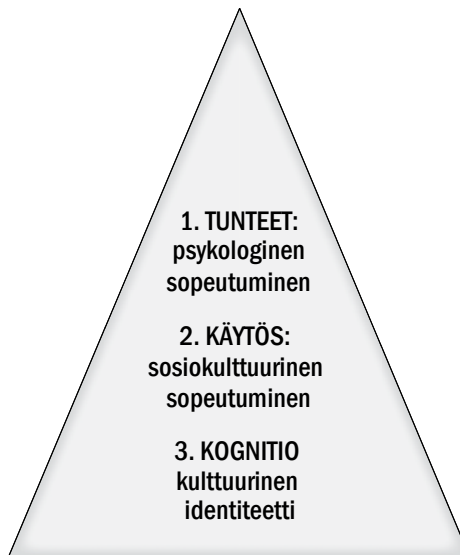 1. TUNTEET:
psykologinen
sopeutuminen
2. KÄYTÖS:
sosiokulttuurinen
sopeutuminen
3. KOGNITIO
kulttuurinen
identiteetti